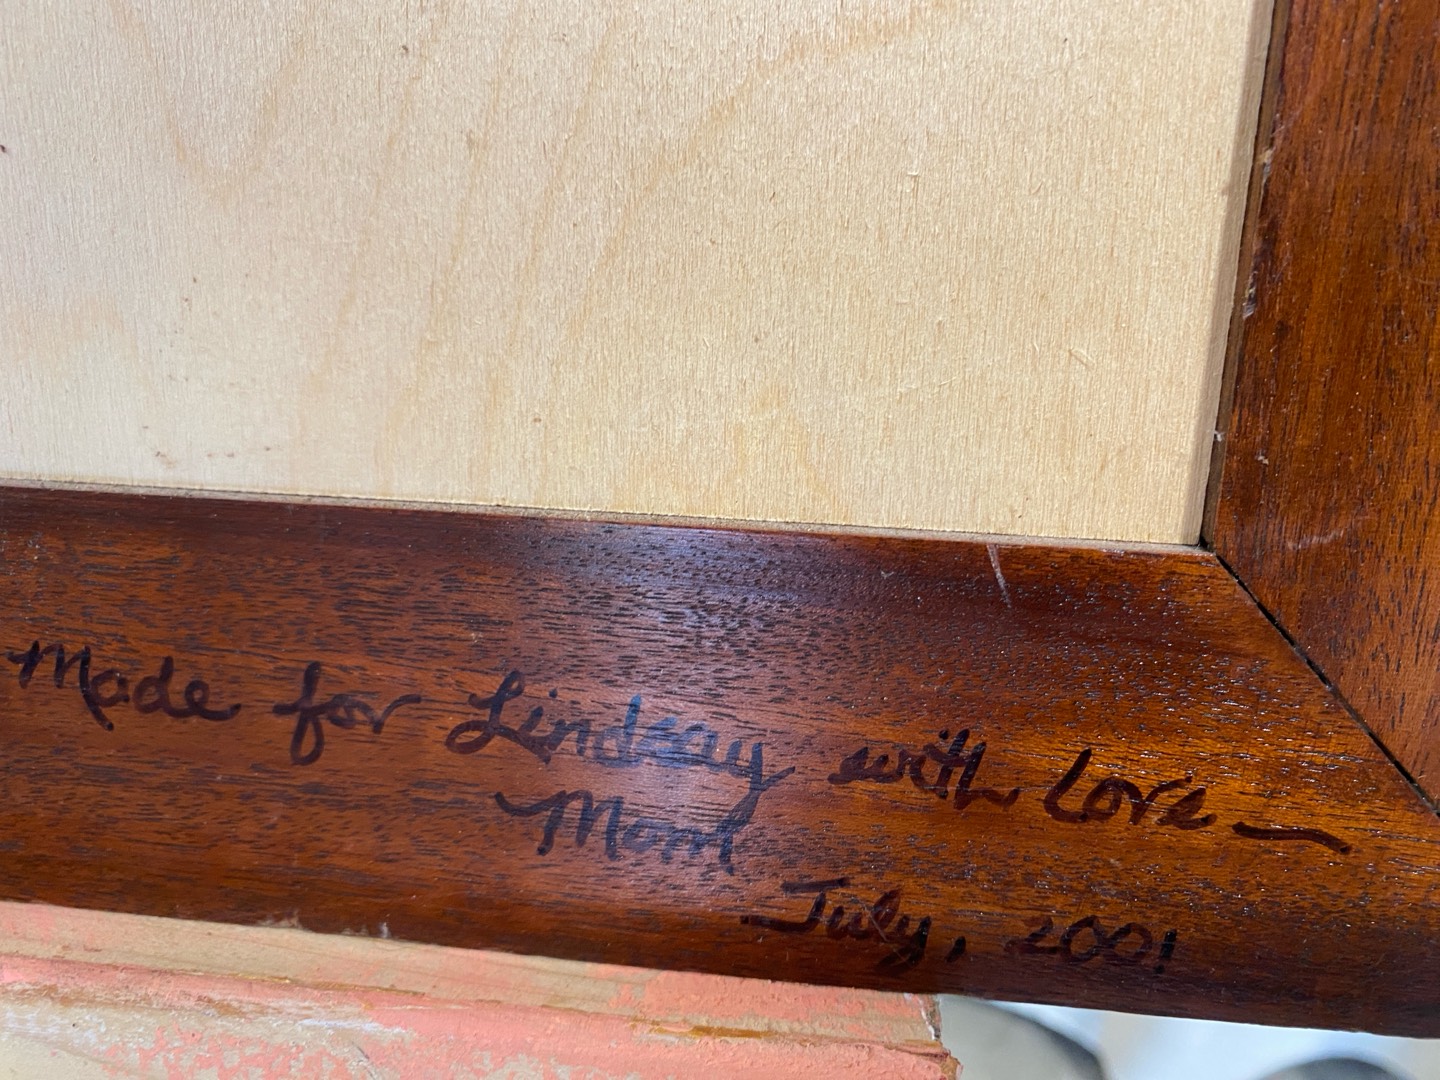 Made for Lindsay with Love —
Mom
July, 2001